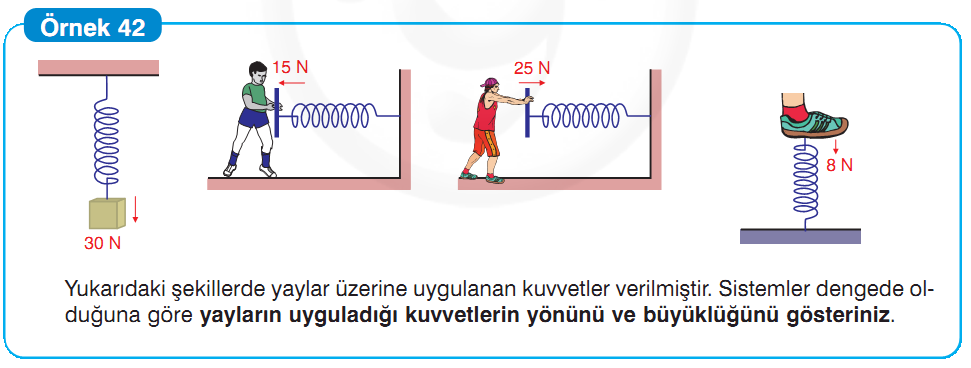 Örnek 42
15 N
25 N
8 N
30 N
Yukarıdaki şekillerde yaylar üzerine uygulanan kuvvetler verilmiştir. Sistemler dengede ol-
duğuna göre yayların uyguladığı kuvvetlerin yönünü ve büyüklüğünü gösteriniz.